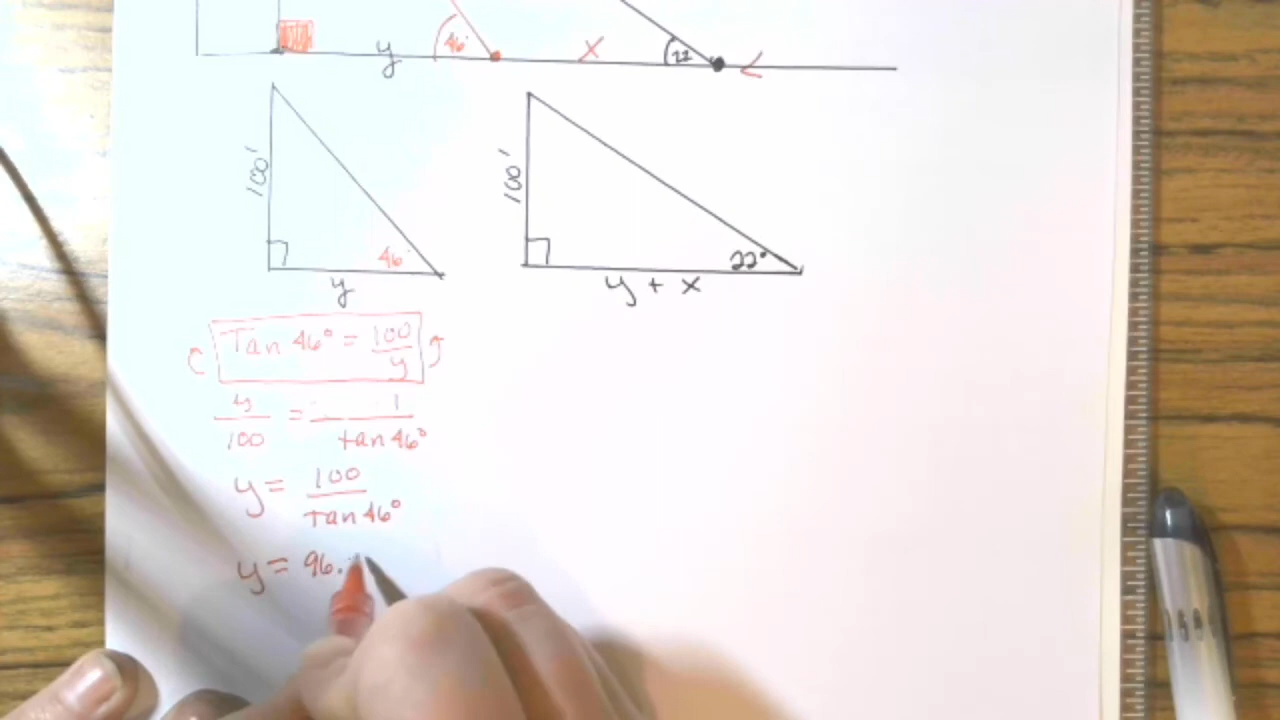 y 46° x 22
100' 46° y
100' 22° y + x
Tan 46° = 100/y
y/100 = 1/tan 46°
y = 100/Tan 46°
y = 96.